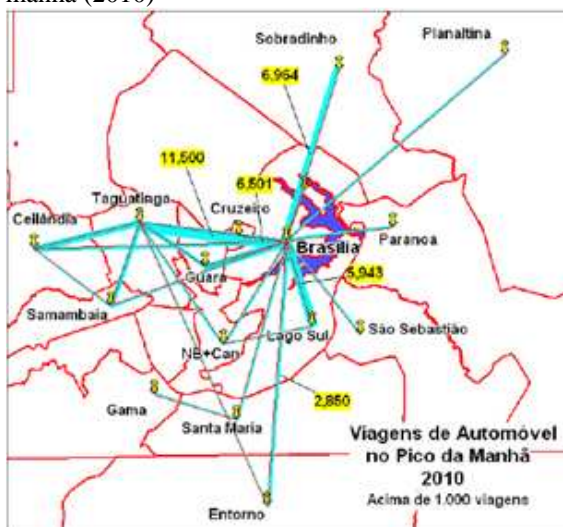 manhã (2010)
Sobradinho
Planaltina
6,964
11,500
Taguatinga
6,501
Cruzeiro
Ceilândia
Brasília
Paranoa
Guará
5,943
Samambaia
NB+Can
Lago Sul
São Sebastião
Gama
2,850
Santa Maria
Viagens de Automóvel
no Pico da Manhã
2010
Acima de 1.000 viagens
Entorno